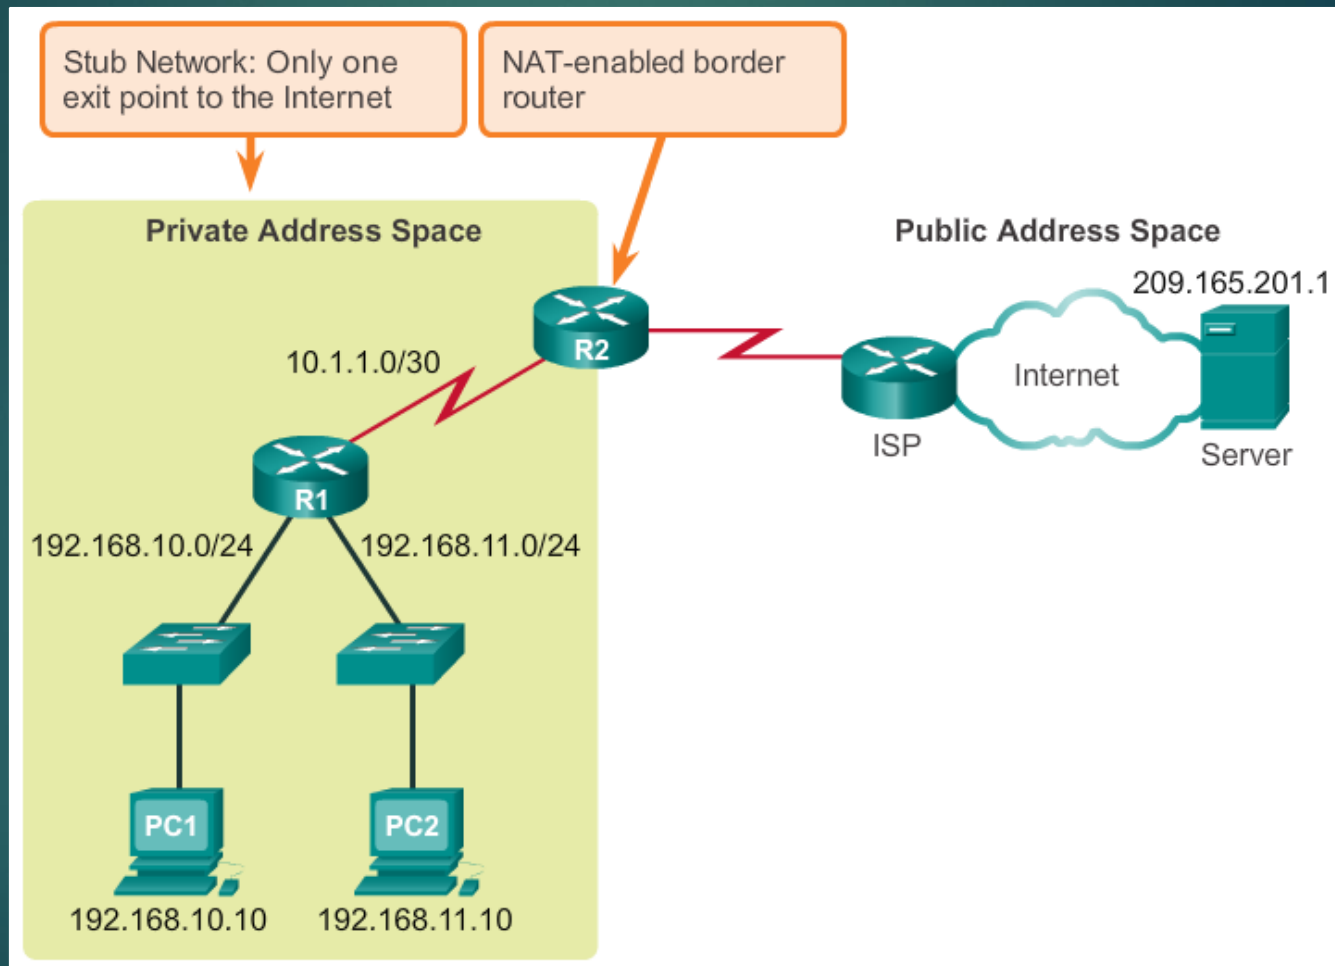 Stub Network: Only one
exit point to the Internet
NAT-enabled border
router
Private Address Space
Public Address Space
209.165.201.1
R2
10.1.1.0/30
Internet
ISP
Server
R1
192.168.10.0/24
192.168.11.0/24
PC1
PC2
192.168.10.10
192.168.11.10